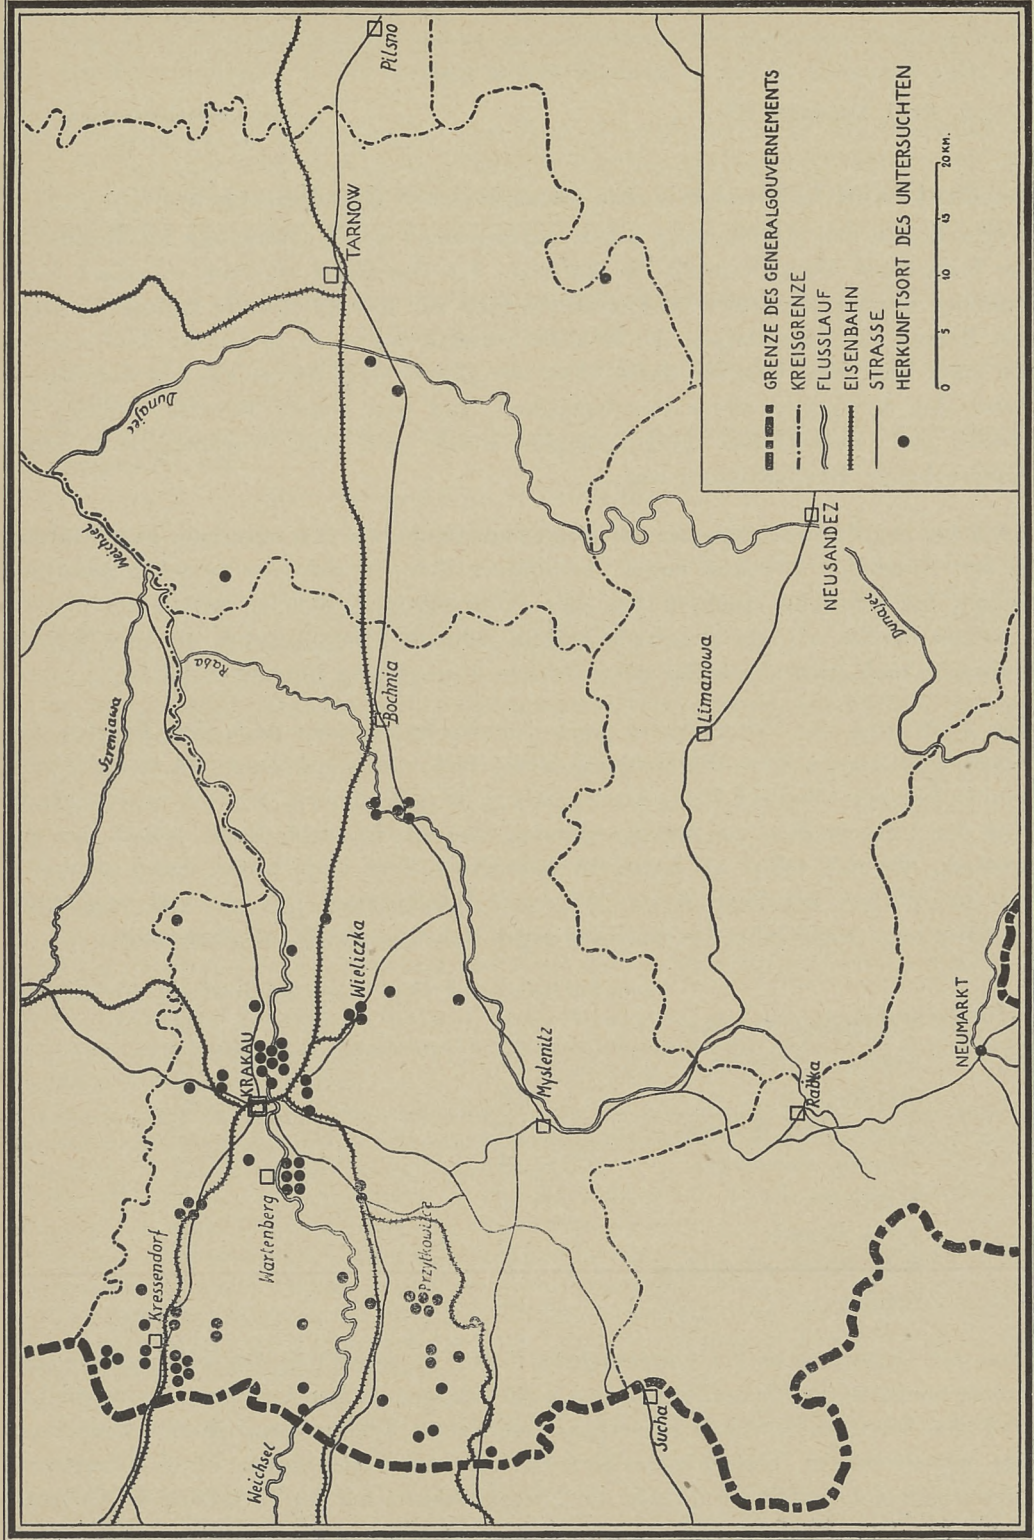 Pilsno
TARNOW
Dunajec
Weichsel
Szreniawa
Raba
Bochnia
Wieliczka
KRAKAU
Myslenitz
Wartenberg
Kressendorf
Przytkowice
Weichsel
Sucha
Rabka
NEUMARKT
Limanowa
NEUSANDEZ
Dunajec
GRENZE DES GENERALGOUVERNEMENTS
KREISGRENZE
FLUSSLAUF
EISENBAHN
STRASSE
HERKUNFTSORT DES UNTERSUCHTEN
0 5 10 15 20 KM.